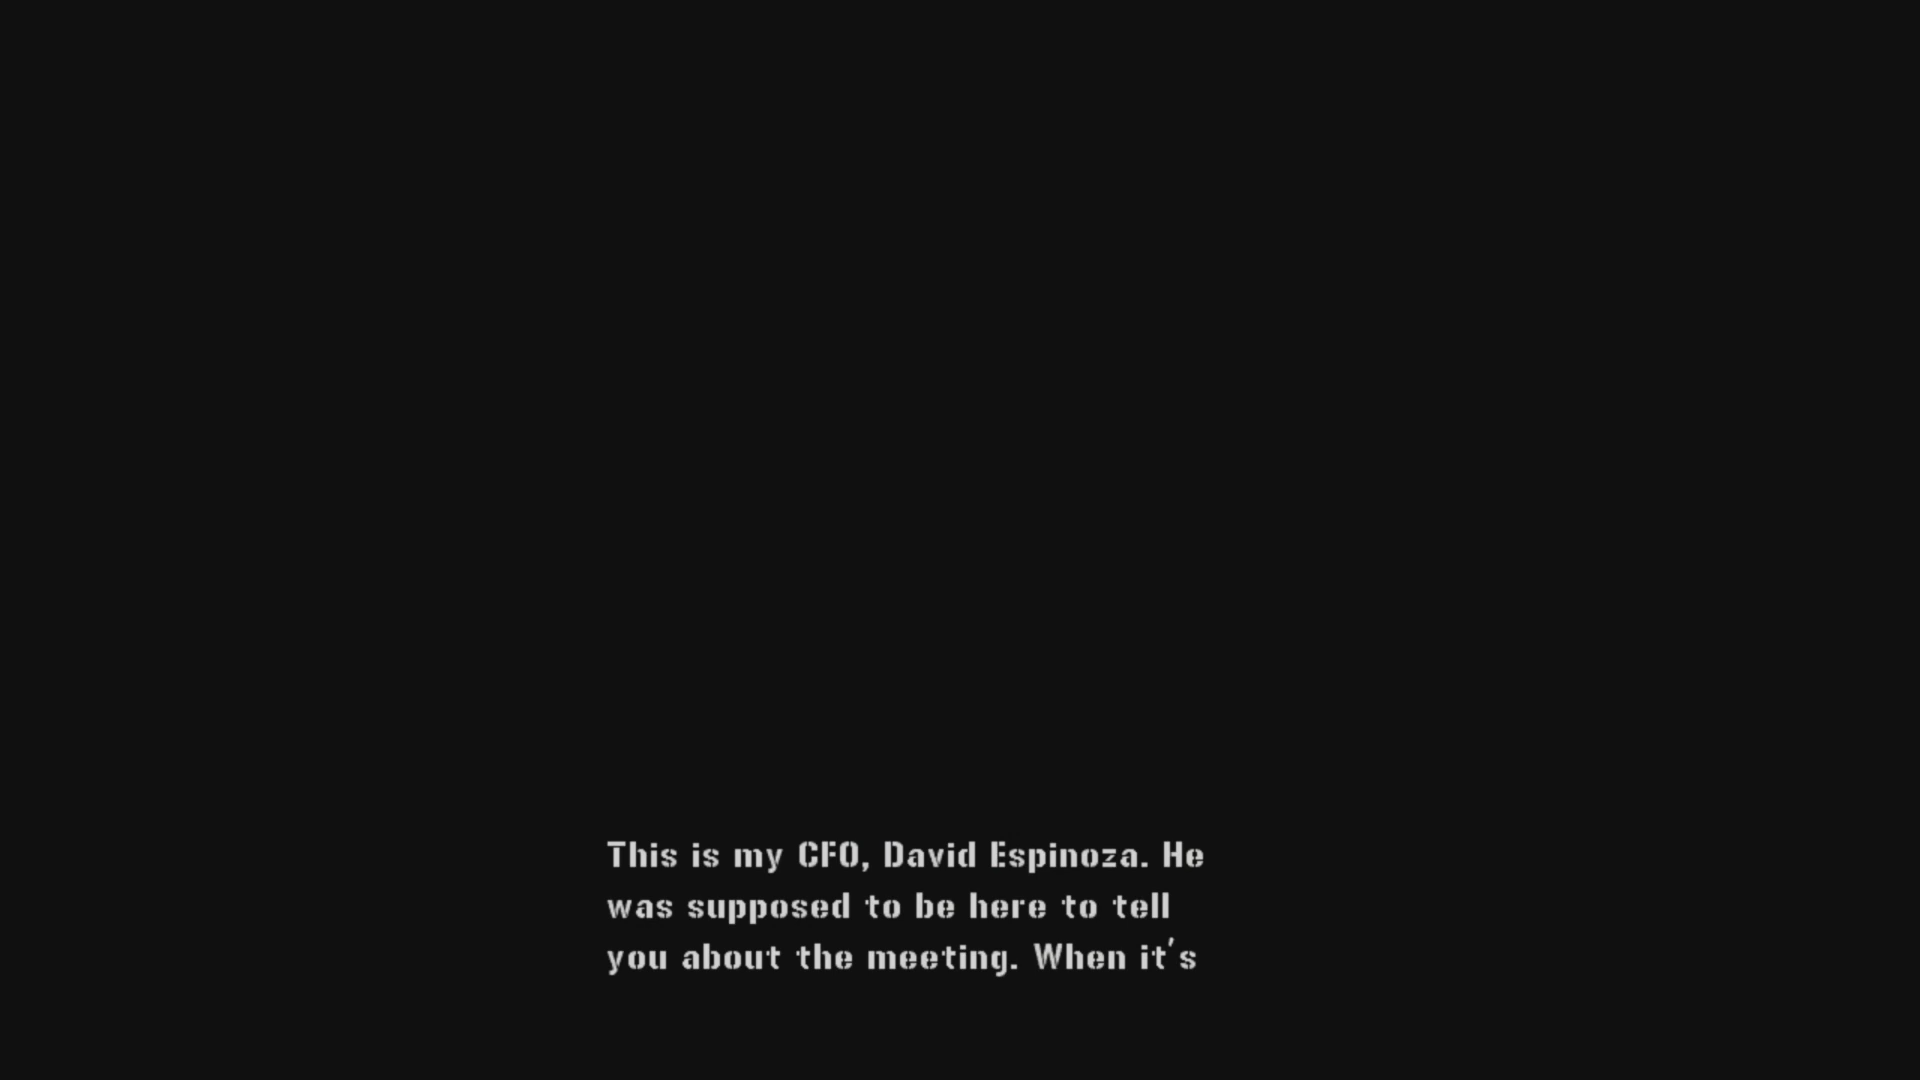 This is my CFO, David Espinoza. He
was supposed to be here to tell
you about the meeting. When it's